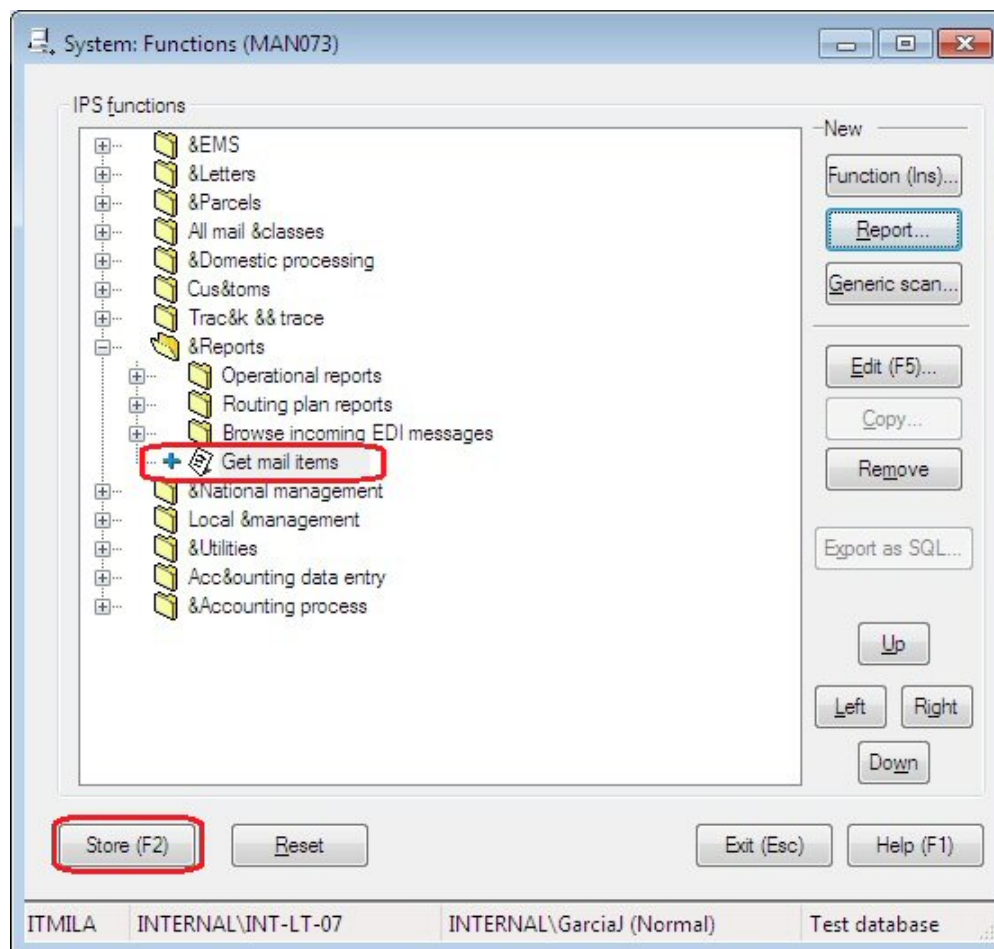 System: Functions (MAN073)
IPS functions
&EMS
&Letters
&Parcels
All mail &classes
&Domestic processing
Cus&toms
Trac&k && trace
&Reports
Operational reports
Routing plan reports
Browse incoming EDI messages
Get mail items
&National management
Local &management
&Utilities
Acc&ounting data entry
&Accounting process
New
Function (Ins)...
Report...
Generic scan...
Edit (F5)...
Copy...
Remove
Export as SQL...
Up
Left Right
Down
Store (F2) Reset Exit (Esc) Help (F1)
ITMILA INTERNAL\INT-LT-07 INTERNAL\GarciaJ (Normal) Test database